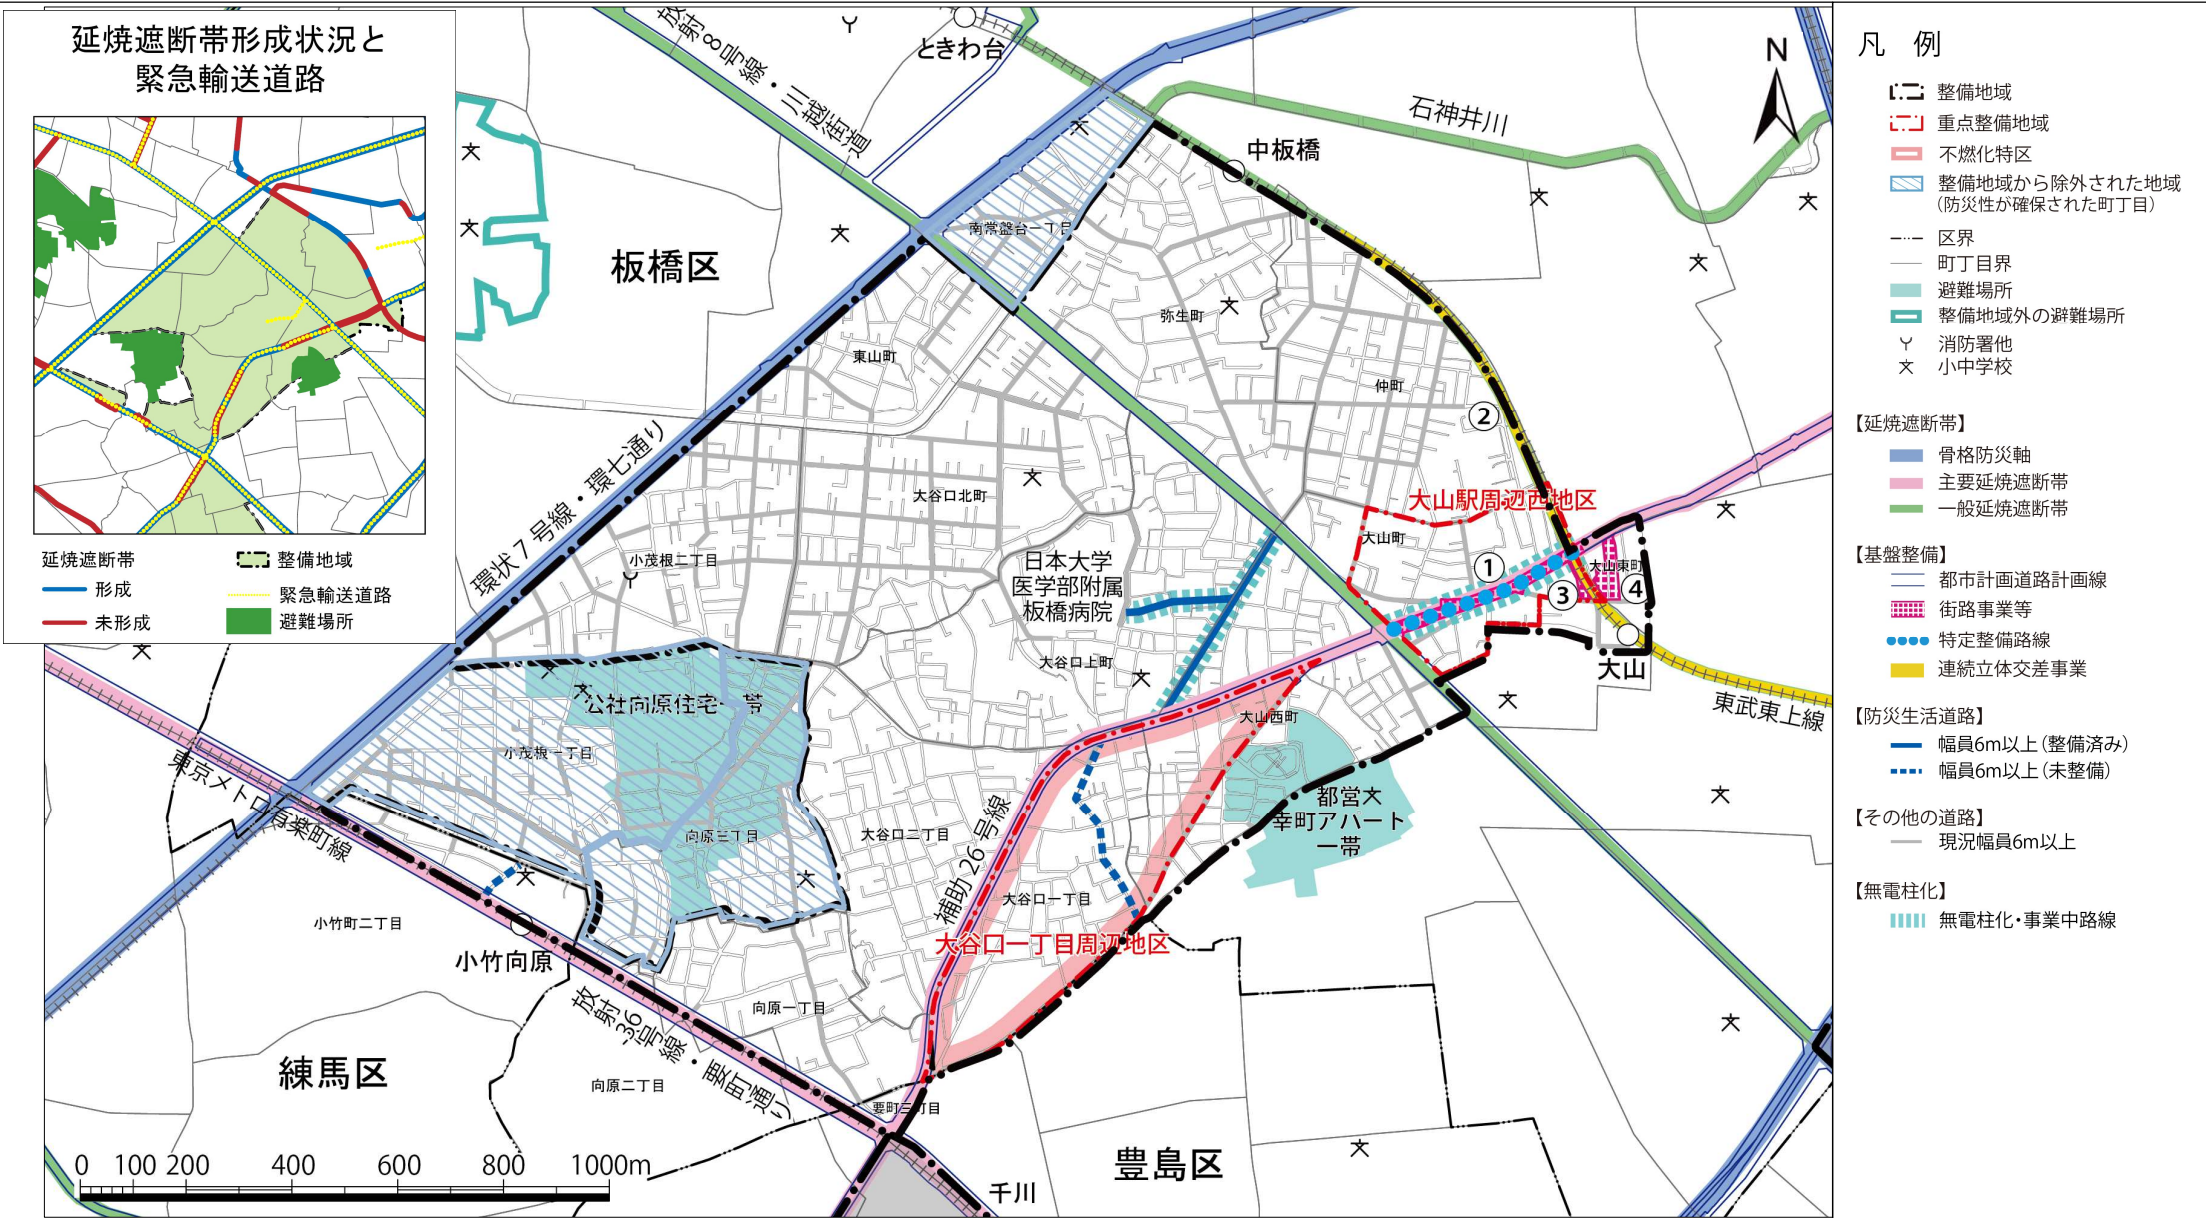 延焼遮断帯形成状況と
緊急輸送道路
延焼遮断帯
形成
未形成
整備地域
緊急輸送道路
避難場所
放射8号線・川越街道
ときわ台
石神井川
N
中板橋
板橋区
南常盤台一丁目
弥生町
東山町
仲町
②
環状7号線・環七通り
大谷口北町
大山駅周辺西地区
大山町
小茂根二丁目
日本大学
医学部附属
板橋病院
①
大山東町
③
④
大谷口上町
大山
東武東上線
公社向原住宅一帯
大山西町
小茂根一丁目
東京メトロ有楽町線
向原三丁目
大谷口二丁目
補助26号線
都営
幸町アパート
一帯
大谷口一丁目
大谷口一丁目周辺地区
小竹町二丁目
小竹向原
向原一丁目
放射36号線・要町通り
練馬区
向原二丁目
要町三丁目
豊島区
千川
0 100 200 400 600 800 1000m
凡 例
整備地域
重点整備地域
不燃化特区
整備地域から除外された地域
(防災性が確保された町丁目)
区界
町丁目界
避難場所
整備地域外の避難場所
消防署他
小中学校
【延焼遮断帯】
骨格防災軸
主要延焼遮断帯
一般延焼遮断帯
【基盤整備】
都市計画道路計画線
街路事業等
特定整備路線
連続立体交差事業
【防災生活道路】
幅員6m以上(整備済み)
幅員6m以上(未整備)
【その他の道路】
現況幅員6m以上
【無電柱化】
無電柱化・事業中路線